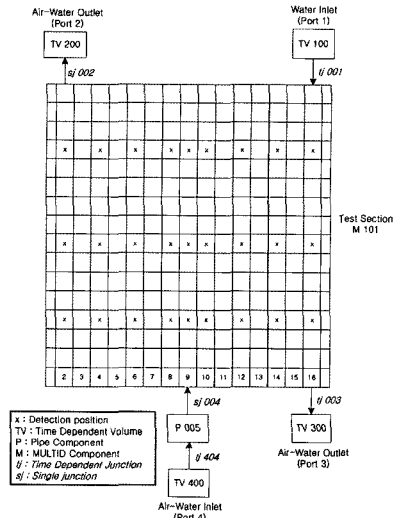 Air-Water Outlet
(Port 2)
Water Inlet
(Port 1)
TV 200
TV 100
sj 002
tj 001
x x x x x x x x
Test Section
M 101
x x x x x x x x
x x x x x x x x
2 3 4 5 6 7 8 9 10 11 12 13 14 15 16
sj 004
tj 003
P 005
TV 300
tj 404
Air-Water Outlet
(Port 3)
TV 400
Air-Water Inlet
(Port 4)
x : Detection position
TV : Time Dependent Volume
P : Pipe Component
M : MULTID Component
tj : Time Dependent Junction
sj : Single junction